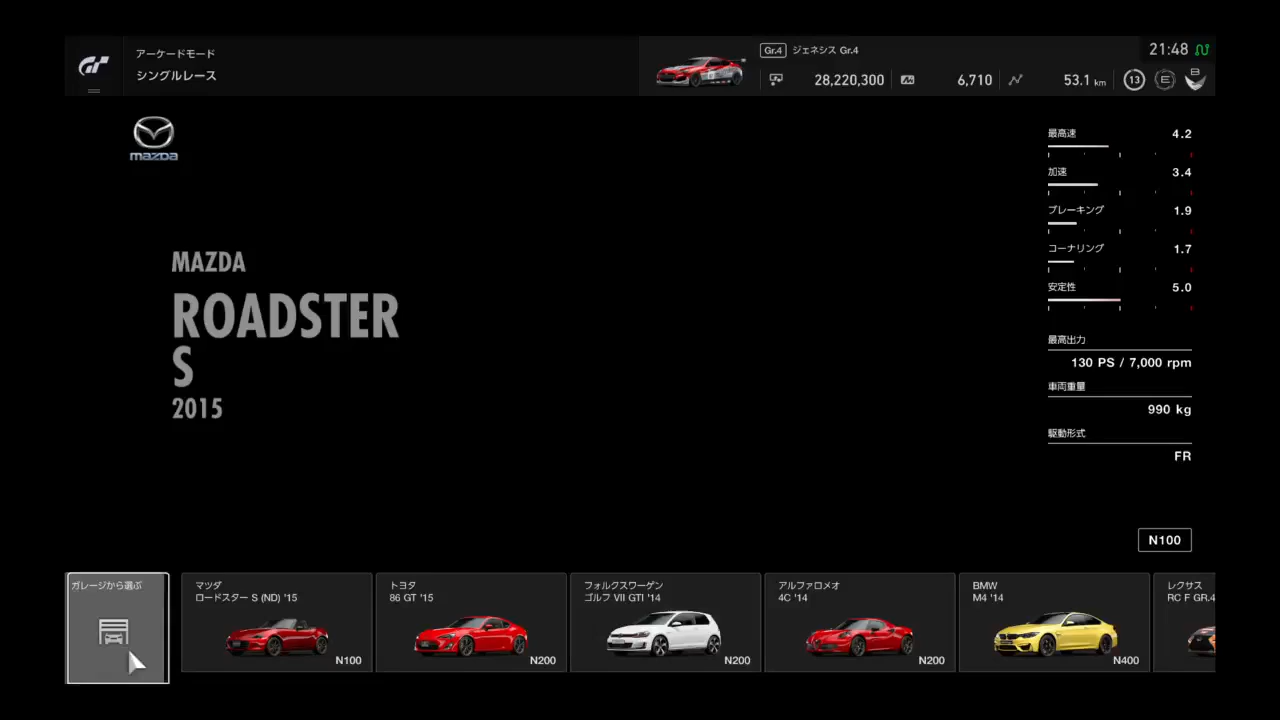 GT
アーケードモード
シングルレース
Gr.4 ジェネシス Gr.4
28,220,300
6,710
53.1 km
13
E
B
21:48
mazda
MAZDA
ROADSTER
S
2015
最高速 4.2
加速 3.4
ブレーキング 1.9
コーナリング 1.7
安定性 5.0
最高出力
130 PS / 7,000 rpm
車両重量
990 kg
駆動形式
FR
N100
ガレージから選ぶ
マツダ
ロードスター S (ND) '15
N100
トヨタ
86 GT '15
N200
フォルクスワーゲン
ゴルフ VII GTI '14
N200
アルファロメオ
4C '14
N200
BMW
M4 '14
N400
レクサス
RC F GR.4